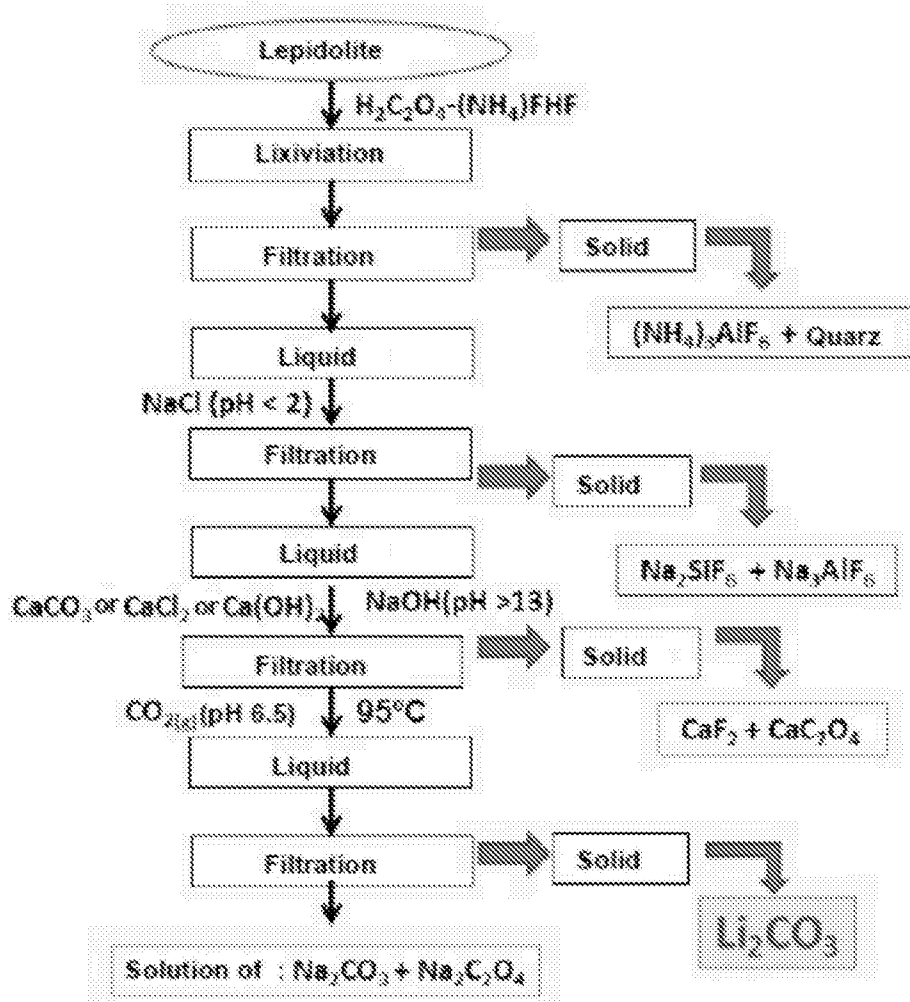 Lepidolite
H₂C₂O₄-(NH₄)FHF
Lixiviation
Filtration
Solid
(NH₄)₃AlF₆ + Quarz
Liquid
NaCl (pH < 2)
Filtration
Solid
Liquid
Na₂SiF₆ + Na₃AlF₆
CaCO₃ or CaCl₂ or Ca(OH)₂
NaOH(pH >13)
Filtration
Solid
CO₂₍g₎(pH 6.5)
95°C
CaF₂ + CaC₂O₄
Liquid
Filtration
Solid
Li₂CO₃
Solution of : Na₂CO₃ + Na₂C₂O₄